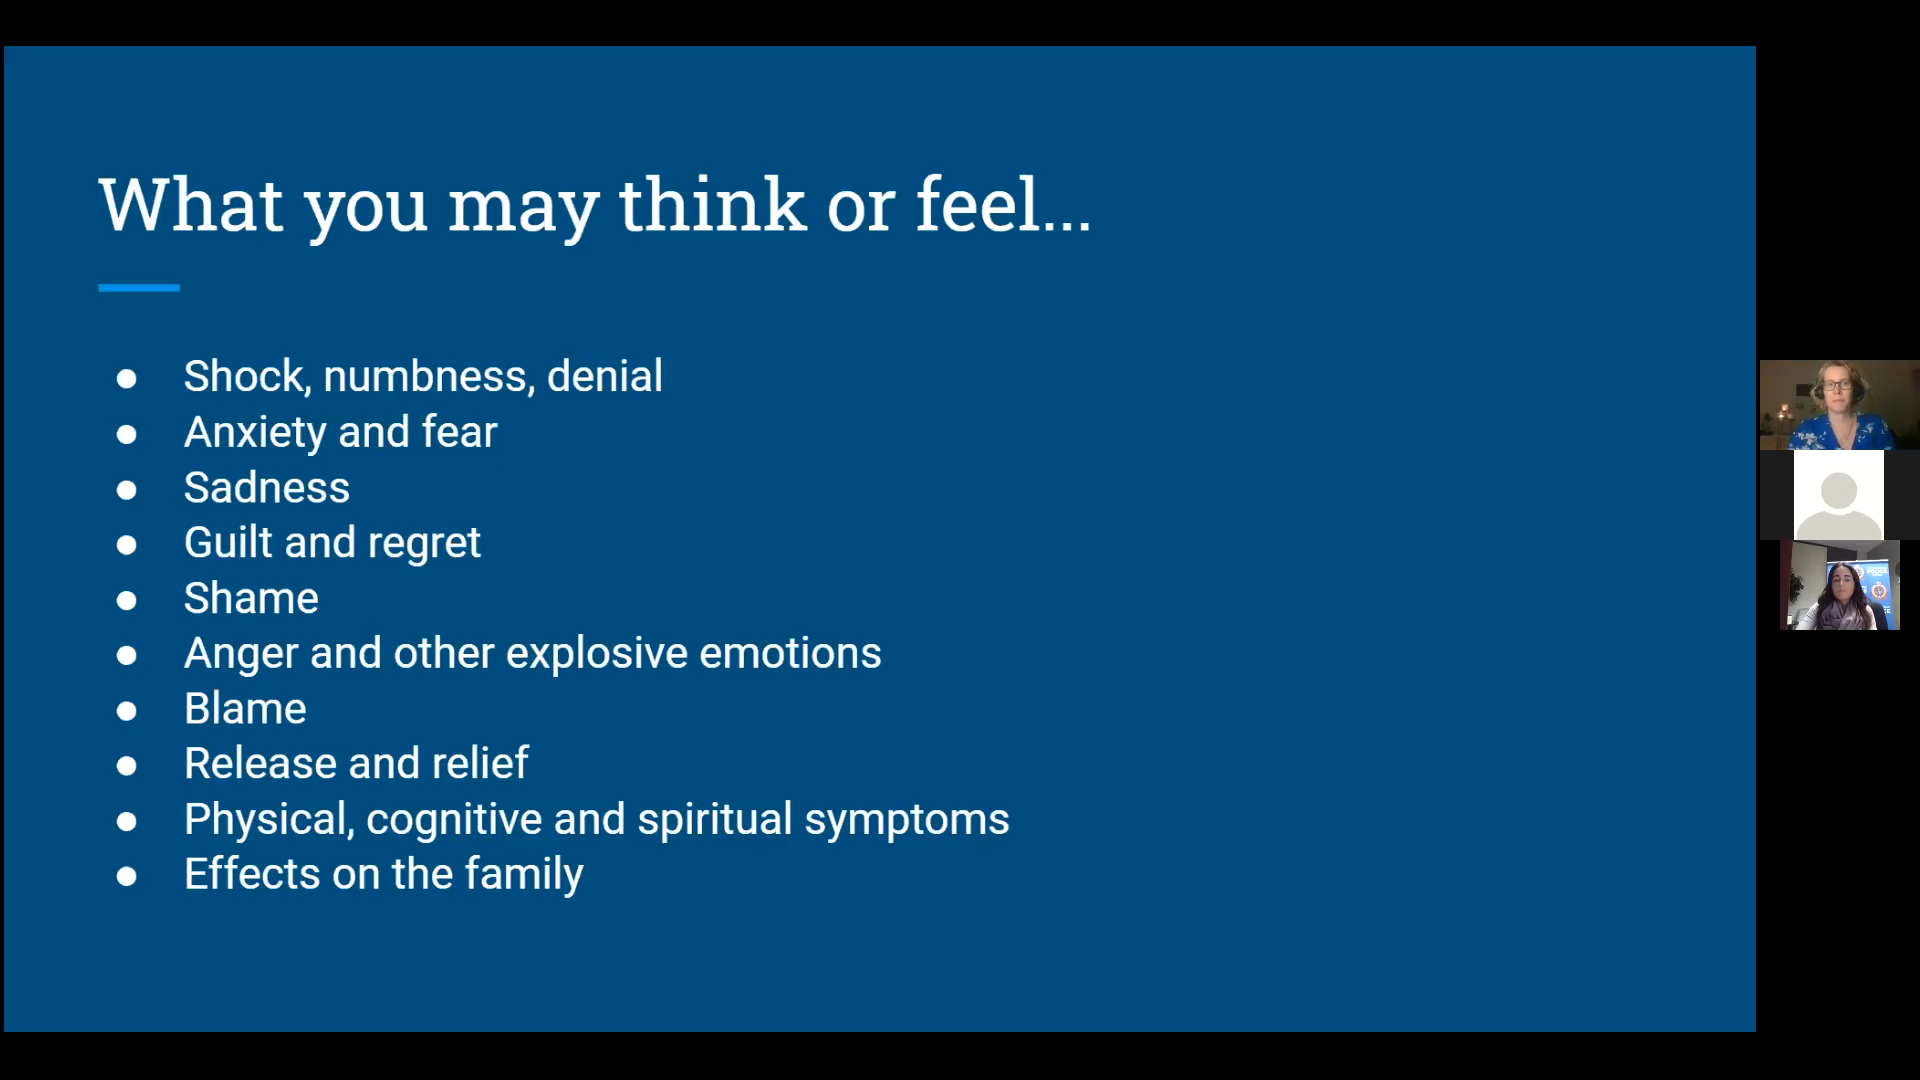 What you may think or feel...
● Shock, numbness, denial
● Anxiety and fear
● Sadness
● Guilt and regret
● Shame
● Anger and other explosive emotions
● Blame
● Release and relief
● Physical, cognitive and spiritual symptoms
● Effects on the family